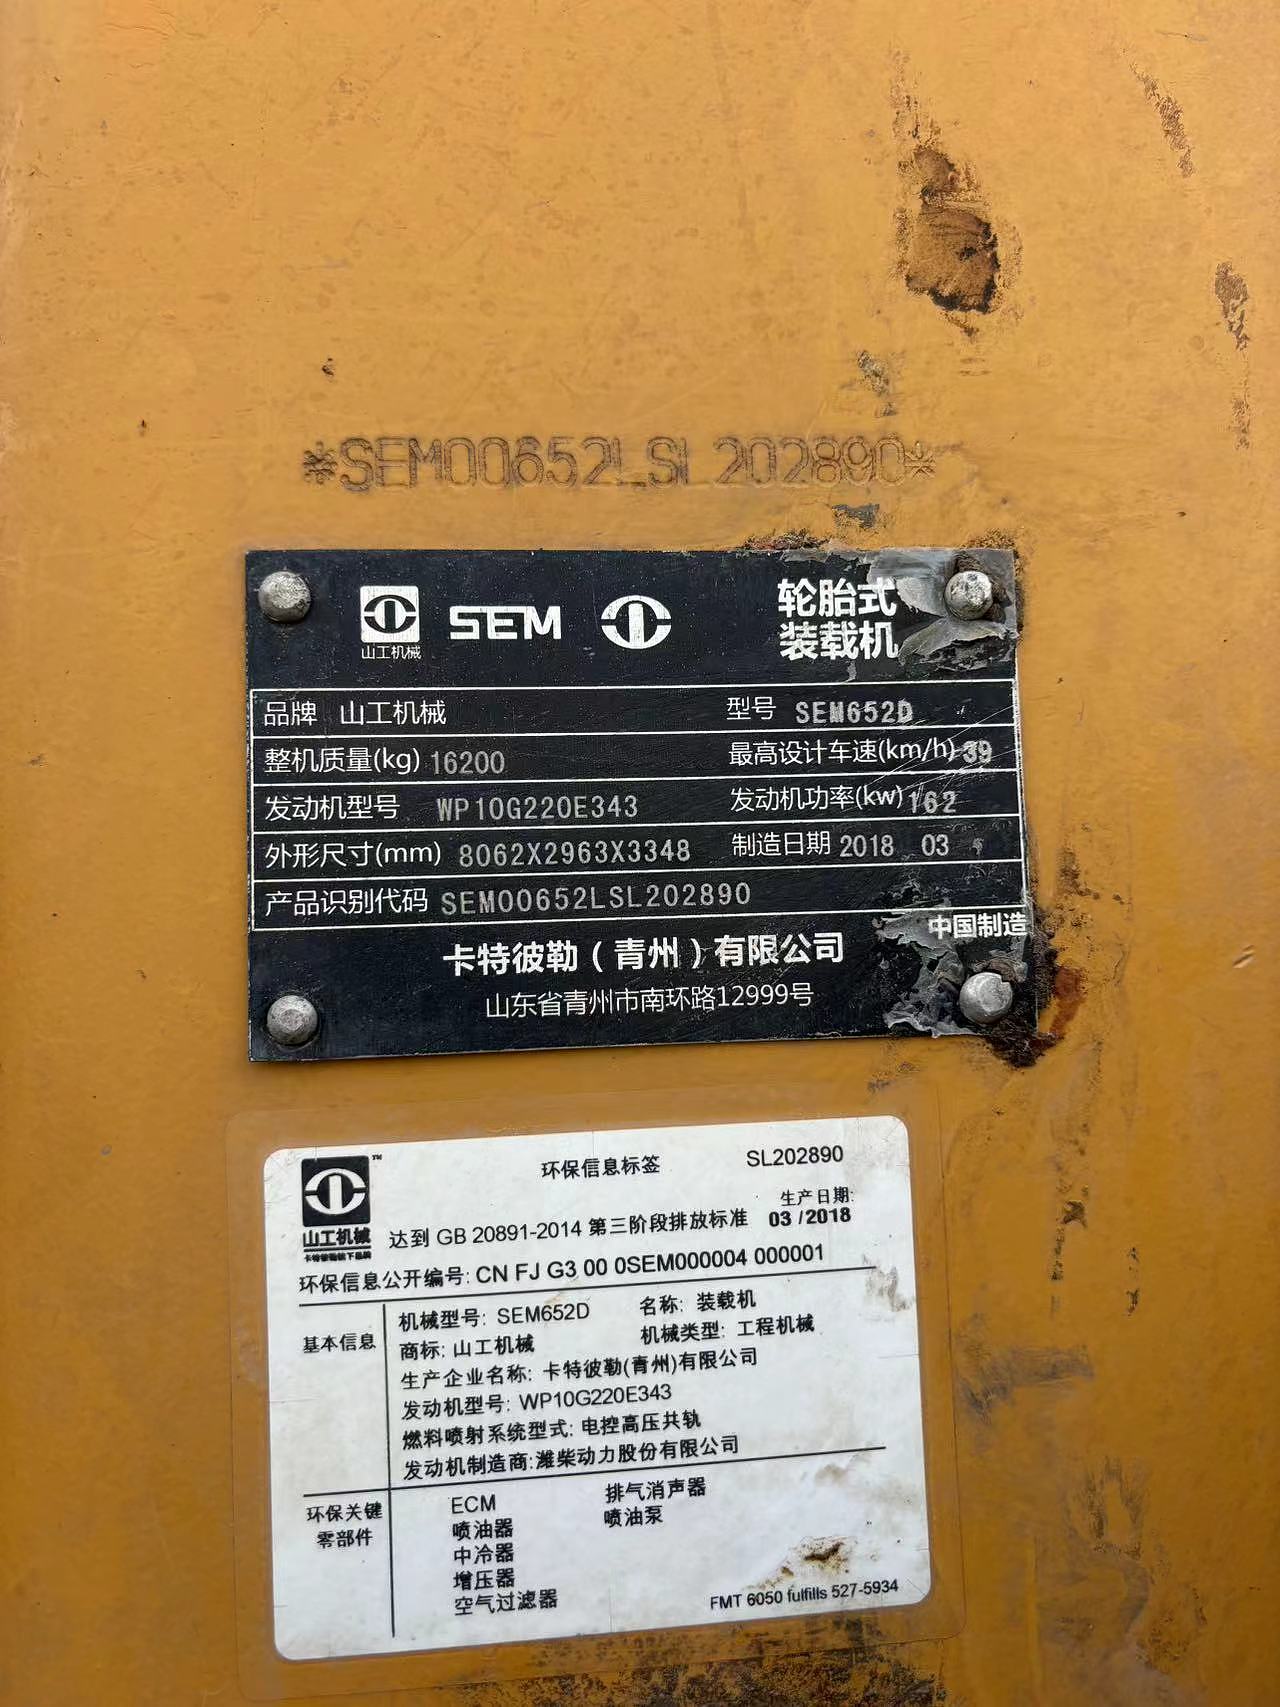 *SEM00652LSL202890*
山工机械 SEM 轮胎式
装载机
品牌 山工机械 型号 SEM652D
整机质量(kg) 16200 最高设计车速(km/h) 39
发动机型号 WP10G220E343 发动机功率(kw) 162
外形尺寸(mm) 8062X2963X3348 制造日期 2018 03
产品识别代码 SEM00652LSL202890
中国制造
卡特彼勒（青州）有限公司
山东省青州市南环路12999号
环保信息标签 SL202890
TM
山工机械
卡特彼勒旗下品牌
生产日期:
达到 GB 20891-2014 第三阶段排放标准 03 /2018
环保信息公开编号: CN FJ G3 00 0SEM000004 000001
基本信息
机械型号: SEM652D 名称: 装载机
商标: 山工机械 机械类型: 工程机械
生产企业名称: 卡特彼勒(青州)有限公司
发动机型号: WP10G220E343
燃料喷射系统型式: 电控高压共轨
发动机制造商:潍柴动力股份有限公司
环保关键
零部件
ECM 排气消声器
喷油器 喷油泵
中冷器
增压器
空气过滤器
FMT 6050 fulfills 527-5934